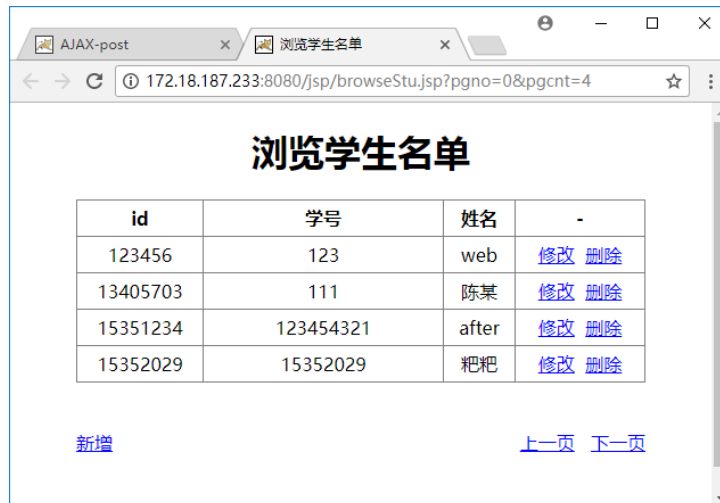 AJAX-post 浏览学生名单
172.18.187.233:8080/jsp/browseStu.jsp?pgno=0&pgcnt=4
浏览学生名单
id 学号 姓名 -
123456 123 web 修改 删除
13405703 111 陈某 修改 删除
15351234 123454321 after 修改 删除
15352029 15352029 粑粑 修改 删除
新增 上一页 下一页